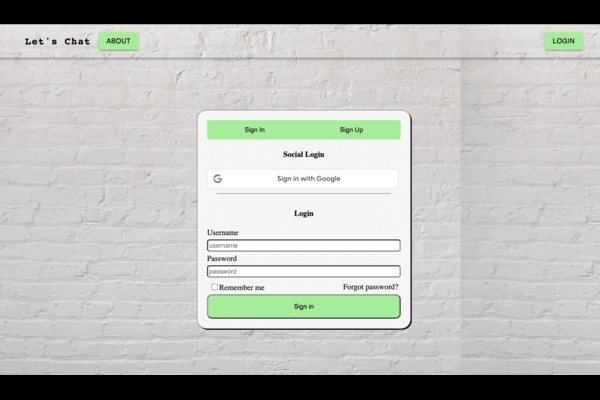 Let's Chat ABOUT LOGIN
Sign In Sign Up
Social Login
Sign in with Google
Login
Username
username
Password
password
Remember me Forgot password?
Sign in